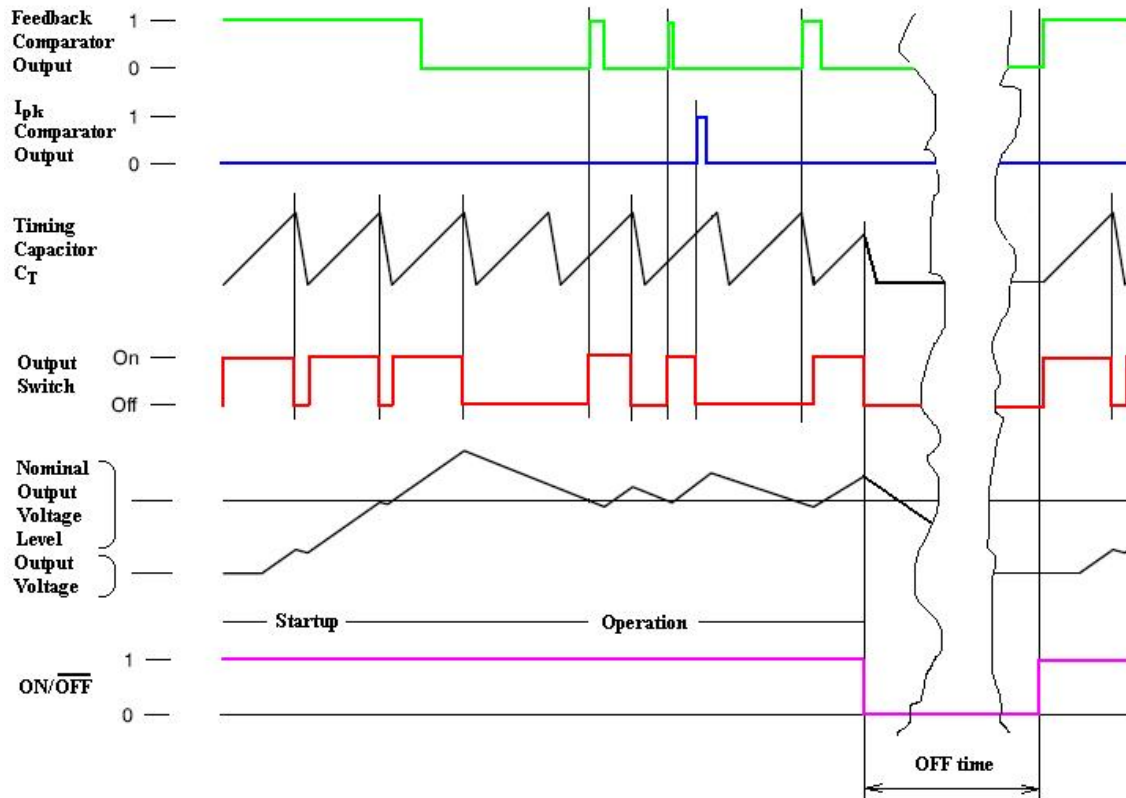 Feedback
Comparator
Output
1
0
Ipk
Comparator
Output
1
0
Timing
Capacitor
CT
Output
Switch
On
Off
Nominal
Output
Voltage
Level
Output
Voltage
Startup
Operation
ON/OFF
1
0
OFF time